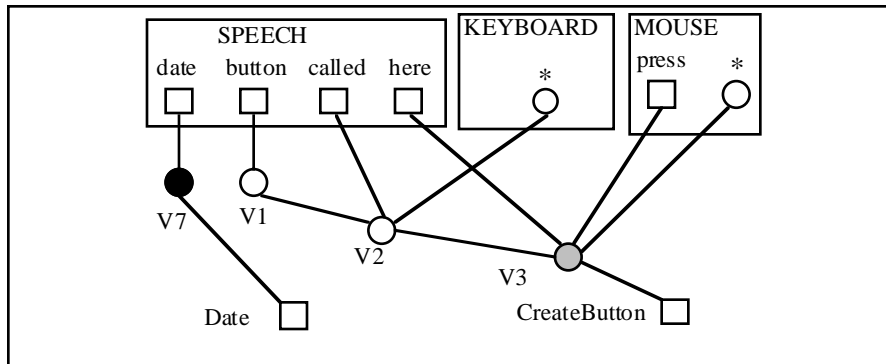 SPEECH KEYBOARD MOUSE
date button called here * press *
V7 V1 V2 V3
Date CreateButton